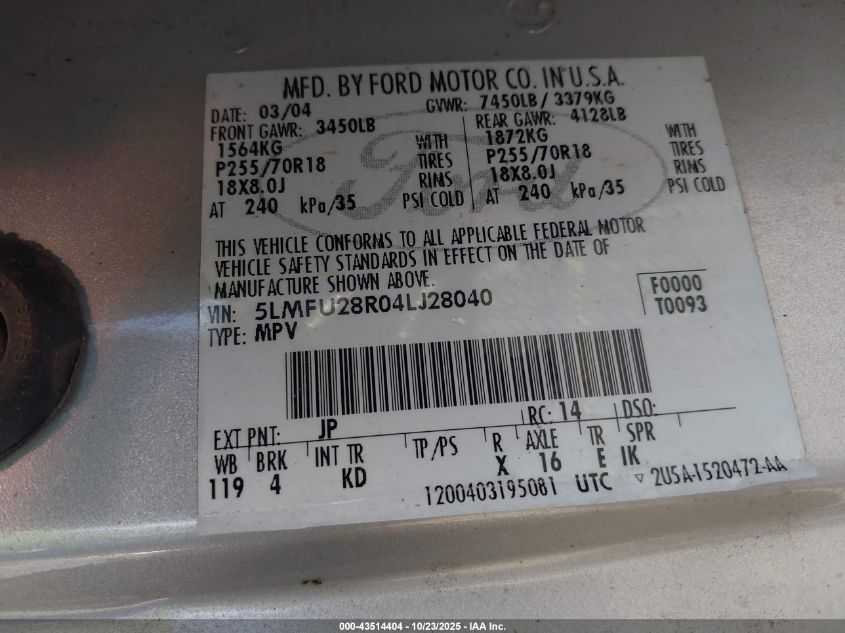 MFD. BY FORD MOTOR CO. IN U.S.A.
DATE: 03/04 GVWR: 7450LB / 3379KG
FRONT GAWR: 3450LB REAR GAWR: 4128LB
1564KG WITH 1872KG WITH
P255/70R18 TIRES P255/70R18 TIRES
18X8.0J RIMS 18X8.0J RIMS
AT 240 kPa/35 PSI COLD AT 240 kPa/35 PSI COLD
Ford
THIS VEHICLE CONFORMS TO ALL APPLICABLE FEDERAL MOTOR
VEHICLE SAFETY STANDARDS IN EFFECT ON THE DATE OF
MANUFACTURE SHOWN ABOVE.
VIN: 5LMFU28R04LJ28040 F0000
TYPE: MPV T0093
EXT PNT: JP RC: 14 DSO:
WB BRK INT TR TP/PS R AXLE TR SPR
119 4 KD X 16 E IK
1200403195081 UTC ▽ 2U5A-1520472-AA
000-43514404 • 10/23/2025 - IAA Inc.